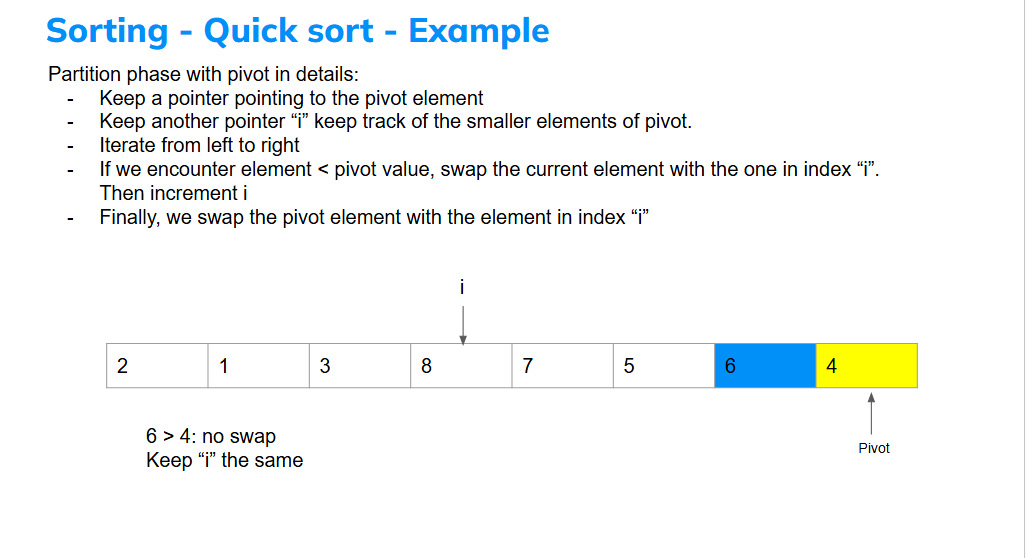 Sorting - Quick sort - Example
Partition phase with pivot in details:
- Keep a pointer pointing to the pivot element
- Keep another pointer “i” keep track of the smaller elements of pivot.
- Iterate from left to right
- If we encounter element < pivot value, swap the current element with the one in index “i”.
Then increment i
- Finally, we swap the pivot element with the element in index “i”
i
2 1 3 8 7 5 6 4
6 > 4: no swap
Keep “i” the same
Pivot